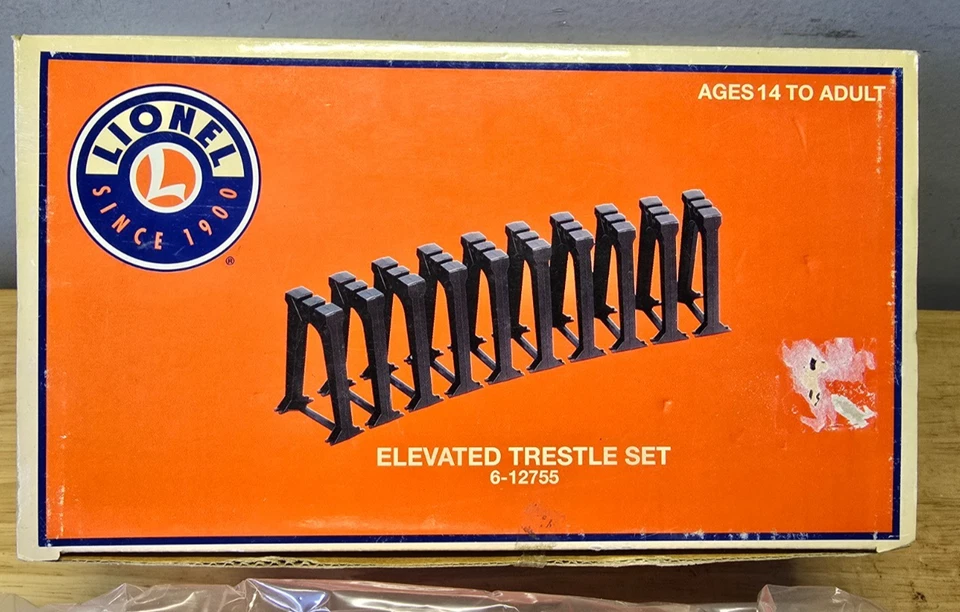 LIONEL
L
SINCE 1900
®
AGES 14 TO ADULT
ELEVATED TRESTLE SET
6-12755